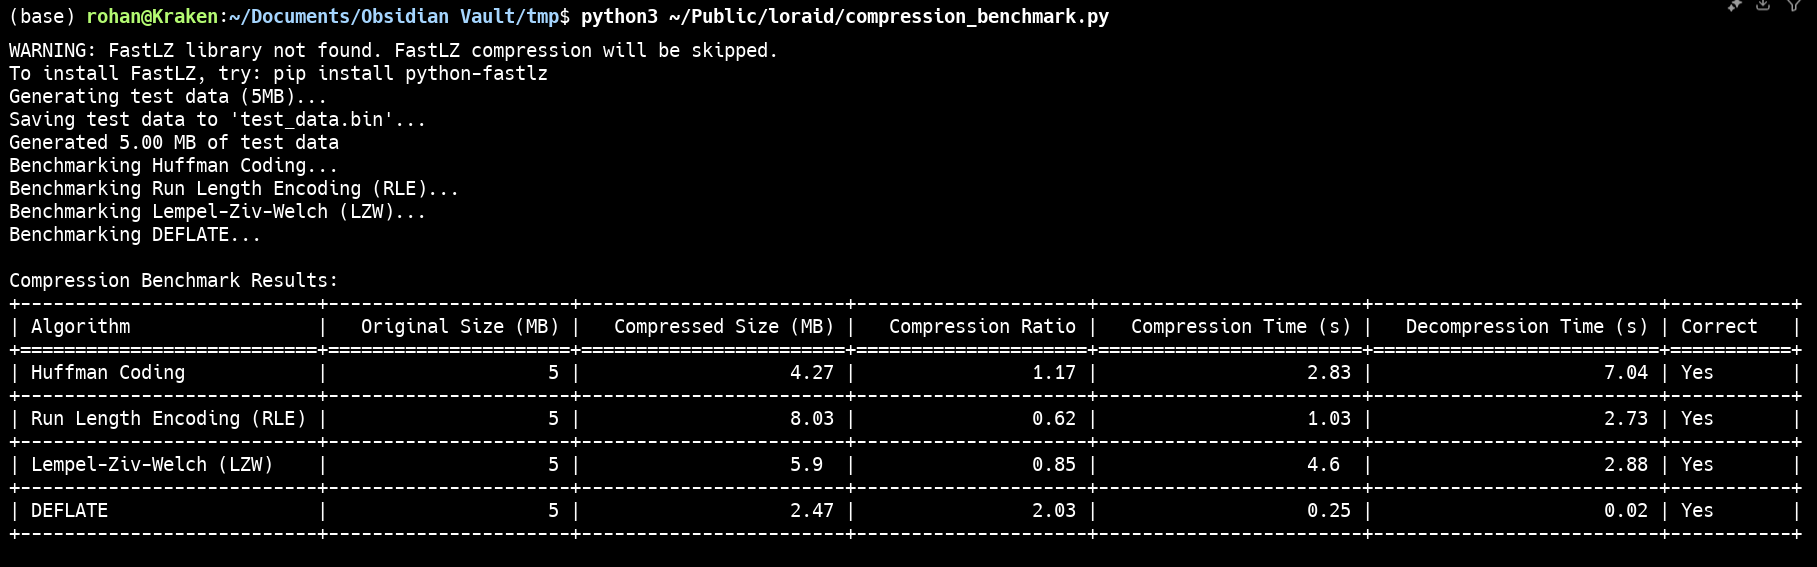 (base) rohan@Kraken:~/Documents/Obsidian Vault/tmp$ python3 ~/Public/loraid/compression_benchmark.py
WARNING: FastLZ library not found. FastLZ compression will be skipped.
To install FastLZ, try: pip install python-fastlz
Generating test data (5MB)...
Saving test data to 'test_data.bin'...
Generated 5.00 MB of test data
Benchmarking Huffman Coding...
Benchmarking Run Length Encoding (RLE)...
Benchmarking Lempel-Ziv-Welch (LZW)...
Benchmarking DEFLATE...

Compression Benchmark Results:
+---------------------------+----------------------+------------------------+---------------------+------------------------+--------------------------+-----------+
| Algorithm                 |   Original Size (MB) |   Compressed Size (MB) |   Compression Ratio |   Compression Time (s) |   Decompression Time (s) | Correct   |
+===========================+======================+========================+=====================+========================+==========================+===========+
| Huffman Coding            |                    5 |                   4.27 |                1.17 |                   2.83 |                     7.04 | Yes       |
+---------------------------+----------------------+------------------------+---------------------+------------------------+--------------------------+-----------+
| Run Length Encoding (RLE) |                    5 |                   8.03 |                0.62 |                   1.03 |                     2.73 | Yes       |
+---------------------------+----------------------+------------------------+---------------------+------------------------+--------------------------+-----------+
| Lempel-Ziv-Welch (LZW)    |                    5 |                   5.9  |                0.85 |                   4.6  |                     2.88 | Yes       |
+---------------------------+----------------------+------------------------+---------------------+------------------------+--------------------------+-----------+
| DEFLATE                   |                    5 |                   2.47 |                2.03 |                   0.25 |                     0.02 | Yes       |
+---------------------------+----------------------+------------------------+---------------------+------------------------+--------------------------+-----------+